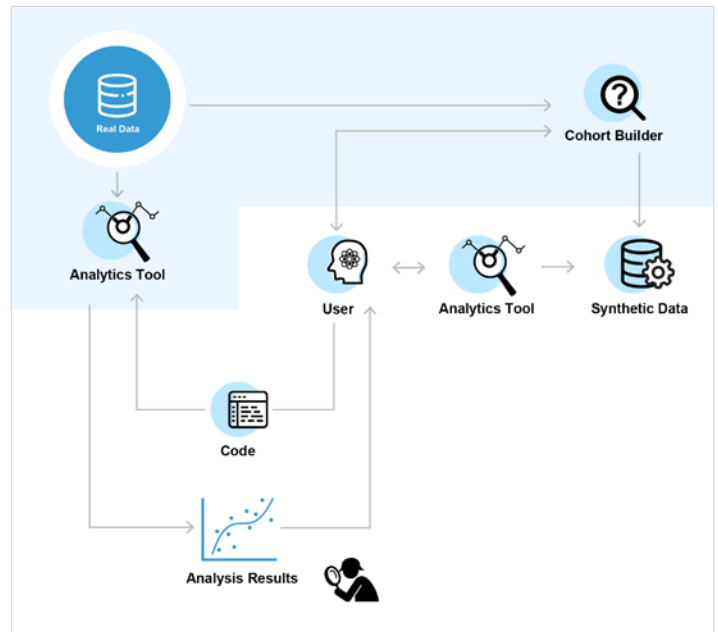 Real Data
Cohort Builder
Analytics Tool
User
Analytics Tool
Synthetic Data
Code
Analysis Results